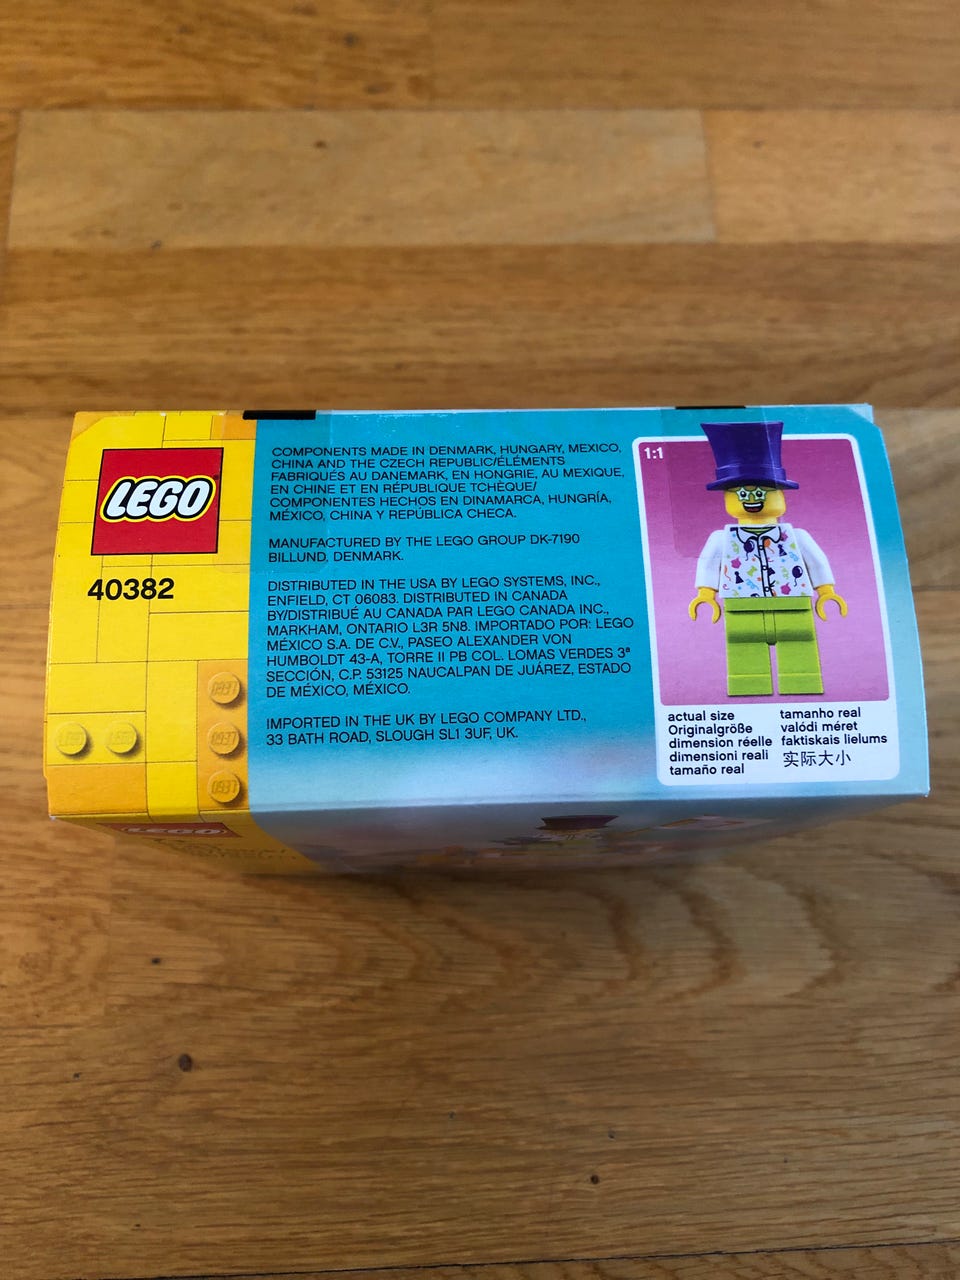 LEGO
40382
COMPONENTS MADE IN DENMARK, HUNGARY, MEXICO,
CHINA AND THE CZECH REPUBLIC/ÉLÉMENTS
FABRIQUÉS AU DANEMARK, EN HONGRIE, AU MEXIQUE,
EN CHINE ET EN RÉPUBLIQUE TCHÈQUE/
COMPONENTES HECHOS EN DINAMARCA, HUNGRÍA,
MÉXICO, CHINA Y REPÚBLICA CHECA.
MANUFACTURED BY THE LEGO GROUP DK-7190
BILLUND, DENMARK.
DISTRIBUTED IN THE USA BY LEGO SYSTEMS, INC.,
ENFIELD, CT 06083. DISTRIBUTED IN CANADA
BY/DISTRIBUÉ AU CANADA PAR LEGO CANADA INC.,
MARKHAM, ONTARIO L3R 5N8. IMPORTADO POR: LEGO
MÉXICO S.A. DE C.V., PASEO ALEXANDER VON
HUMBOLDT 43-A, TORRE II PB COL. LOMAS VERDES 3ª
SECCIÓN, C.P. 53125 NAUCALPAN DE JUÁREZ, ESTADO
DE MÉXICO, MÉXICO.
IMPORTED IN THE UK BY LEGO COMPANY LTD.,
33 BATH ROAD, SLOUGH SL1 3UF, UK.
1:1
actual size
Originalgröße
dimension réelle
dimensioni reali
tamaño real
tamanho real
valódi méret
faktiskais lielums
实际大小
LEGO
LEGO
LEGO
LEGO
LEGO
LEGO